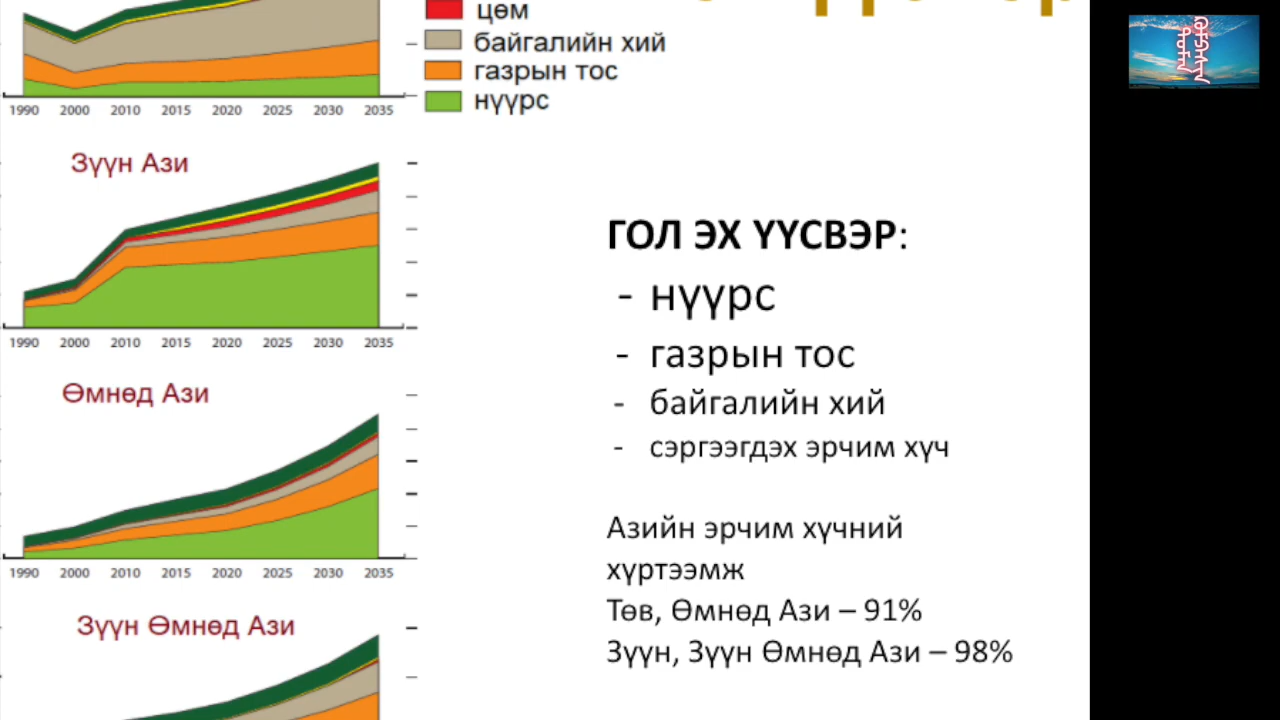 цөм
байгалийн хий
газрын тос
нүүрс
1990 2000 2010 2015 2020 2025 2030 2035
Зүүн Ази
1990 2000 2010 2015 2020 2025 2030 2035
Өмнөд Ази
1990 2000 2010 2015 2020 2025 2030 2035
Зүүн Өмнөд Ази
ГОЛ ЭХ ҮҮСВЭР:
- нүүрс
- газрын тос
- байгалийн хий
- сэргээгдэх эрчим хүч
Азийн эрчим хүчний
хүртээмж
Төв, Өмнөд Ази – 91%
Зүүн, Зүүн Өмнөд Ази – 98%